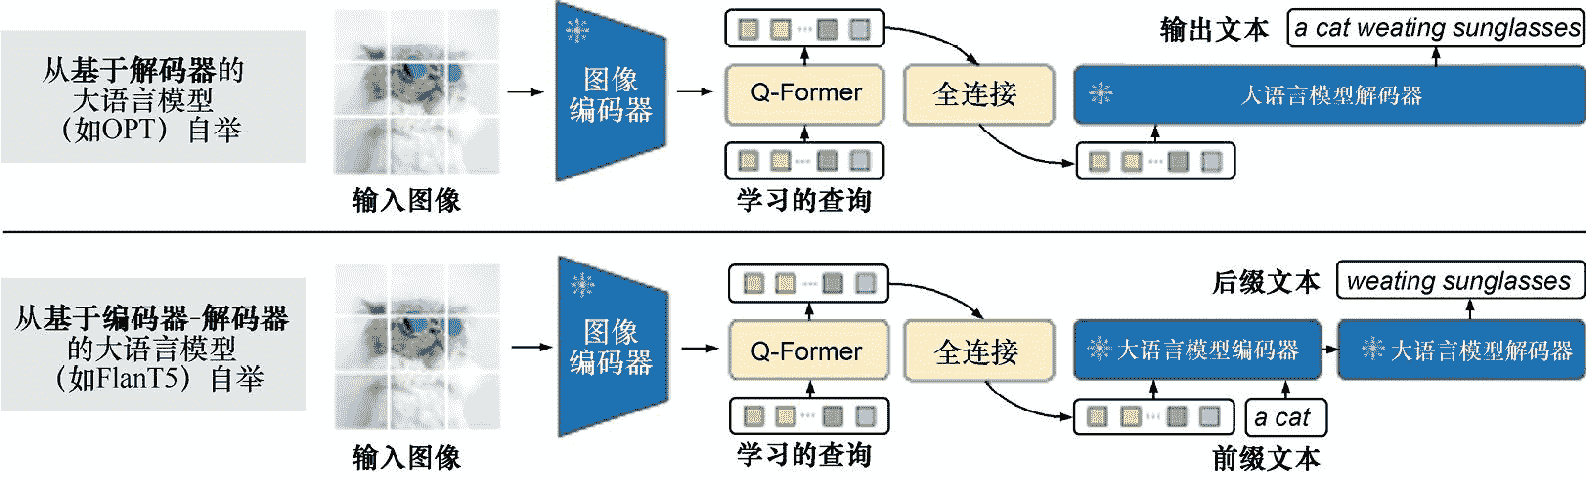 从基于解码器的
大语言模型
（如OPT）自举
输入图像
图像
编码器
Q-Former
学习的查询
全连接
输出文本
a cat weating sunglasses
大语言模型解码器
从基于编码器-解码器
的大语言模型
（如FlanT5）自举
输入图像
图像
编码器
Q-Former
学习的查询
全连接
后缀文本
weating sunglasses
大语言模型编码器
大语言模型解码器
a cat
前缀文本